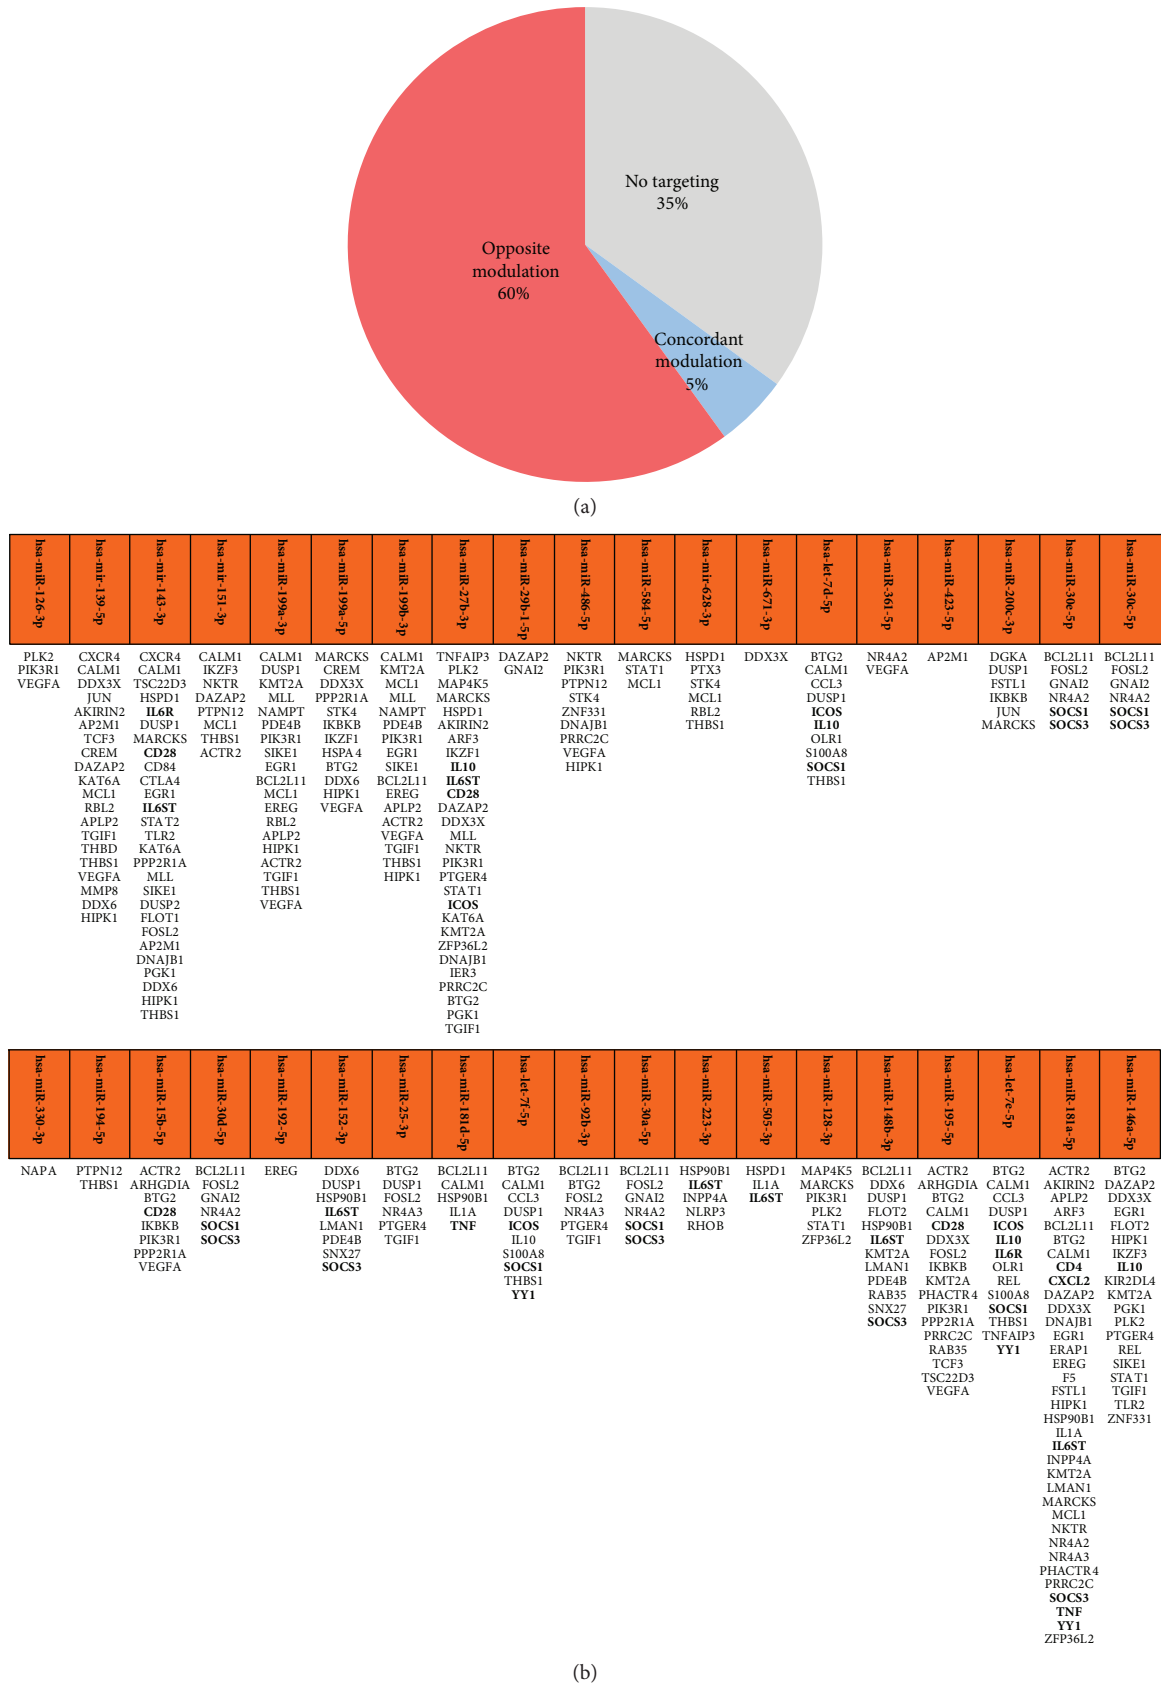 No targeting
35%
Opposite
modulation
60%
Concordant
modulation
5%
(a)
hsa-miR-126-3p
PLK2
PIK3R1
VEGFA
hsa-mir-139-5p
CXCR4
CALM1
DDX3X
JUN
AKIRIN2
AP2M1
TCF3
CREM
DAZAP2
KAT6A
MCL1
RBL2
APLP2
TGIF1
THBD
THBS1
VEGFA
MMP8
DDX6
HIPK1
hsa-mir-143-3p
CXCR4
CALM1
TSC22D3
HSPD1
IL6R
DUSP1
MARCKS
CD28
CD84
CTLA4
EGR1
IL6ST
STAT2
TLR2
KAT6A
PPP2R1A
MLL
SIKE1
DUSP2
FLOT1
FOSL2
AP2M1
DNAJB1
PGK1
DDX6
HIPK1
THBS1
hsa-mir-151-3p
CALM1
IKZF3
NKTR
DAZAP2
PTPN12
MCL1
THBS1
ACTR2
hsa-miR-199a-3p
CALM1
DUSP1
KMT2A
MLL
NAMPT
PDE4B
PIK3R1
SIKE1
EGR1
BCL2L11
MCL1
EREG
RBL2
APLP2
HIPK1
ACTR2
TGIF1
THBS1
VEGFA
hsa-miR-199a-5p
MARCKS
CREM
DDX3X
PPP2R1A
STK4
IKBKB
IKZF1
HSPA4
BTG2
DDX6
HIPK1
VEGFA
hsa-miR-199b-3p
CALM1
KMT2A
MCL1
MLL
NAMPT
PDE4B
PIK3R1
EGR1
SIKE1
BCL2L11
EREG
APLP2
ACTR2
VEGFA
TGIF1
THBS1
HIPK1
hsa-miR-27b-3p
TNFAIP3
PLK2
MAP4K5
MARCKS
HSPD1
AKIRIN2
ARF3
IKZF1
IL10
IL6ST
CD28
DAZAP2
DDX3X
MLL
NKTR
PIK3R1
PTGER4
STAT1
ICOS
KAT6A
KMT2A
ZFP36L2
DNAJB1
IER3
PRRC2C
BTG2
PGK1
TGIF1
hsa-miR-29b-1-5p
DAZAP2
GNAI2
hsa-miR-486-5p
NKTR
PIK3R1
PTPN12
STK4
ZNF331
DNAJB1
PRRC2C
VEGFA
HIPK1
hsa-miR-584-5p
MARCKS
STAT1
MCL1
hsa-mir-628-3p
HSPD1
PTX3
STK4
MCL1
RBL2
THBS1
hsa-miR-671-3p
DDX3X
hsa-let-7d-5p
BTG2
CALM1
CCL3
DUSP1
ICOS
IL10
OLR1
S100A8
SOCS1
THBS1
hsa-miR-361-5p
NR4A2
VEGFA
hsa-miR-423-5p
AP2M1
hsa-miR-200c-3p
DGKA
DUSP1
FSTL1
IKBKB
JUN
MARCKS
hsa-miR-30e-5p
BCL2L11
FOSL2
GNAI2
NR4A2
SOCS1
SOCS3
hsa-miR-30c-5p
BCL2L11
FOSL2
GNAI2
NR4A2
SOCS1
SOCS3
hsa-miR-330-3p
NAPA
hsa-miR-194-5p
PTPN12
THBS1
hsa-miR-15b-5p
ACTR2
ARHGDIA
BTG2
CD28
IKBKB
PIK3R1
PPP2R1A
VEGFA
hsa-miR-30d-5p
BCL2L11
FOSL2
GNAI2
NR4A2
SOCS1
SOCS3
hsa-miR-192-5p
EREG
hsa-miR-152-3p
DDX6
DUSP1
HSP90B1
IL6ST
LMAN1
PDE4B
SNX27
SOCS3
hsa-miR-25-3p
BTG2
DUSP1
FOSL2
NR4A3
PTGER4
TGIF1
hsa-miR-181d-5p
BCL2L11
CALM1
HSP90B1
IL1A
TNF
hsa-let-7f-5p
BTG2
CALM1
CCL3
DUSP1
ICOS
IL10
S100A8
SOCS1
THBS1
YY1
hsa-miR-92b-3p
BCL2L11
BTG2
FOSL2
NR4A3
PTGER4
TGIF1
hsa-miR-30a-5p
BCL2L11
FOSL2
GNAI2
NR4A2
SOCS1
SOCS3
hsa-miR-223-3p
HSP90B1
IL6ST
INPP4A
NLRP3
RHOB
hsa-miR-505-3p
HSPD1
IL1A
IL6ST
hsa-miR-128-3p
MAP4K5
MARCKS
PIK3R1
PLK2
STAT1
ZFP36L2
hsa-miR-148b-3p
BCL2L11
DDX6
DUSP1
FLOT2
HSP90B1
IL6ST
KMT2A
LMAN1
PDE4B
RAB35
SNX27
SOCS3
hsa-miR-195-5p
ACTR2
ARHGDIA
BTG2
CALM1
CD28
DDX3X
FOSL2
IKBKB
KMT2A
PHACTR4
PIK3R1
PPP2R1A
PRRC2C
RAB35
TCF3
TSC22D3
VEGFA
hsa-let-7e-5p
BTG2
CALM1
CCL3
DUSP1
ICOS
IL10
IL6R
OLR1
REL
S100A8
SOCS1
THBS1
TNFAIP3
YY1
hsa-miR-181a-5p
ACTR2
AKIRIN2
APLP2
ARF3
BCL2L11
BTG2
CALM1
CD4
CXCL2
DAZAP2
DDX3X
DNAJB1
EGR1
ERAP1
EREG
F5
FSTL1
HIPK1
HSP90B1
IL1A
IL6ST
INPP4A
KMT2A
LMAN1
MARCKS
MCL1
NKTR
NR4A2
NR4A3
PHACTR4
PRRC2C
SOCS3
TNF
YY1
ZFP36L2
hsa-miR-146a-5p
BTG2
DAZAP2
DDX3X
EGR1
FLOT2
HIPK1
IKZF3
IL10
KIR2DL4
KMT2A
PGK1
PLK2
PTGER4
REL
SIKE1
STAT1
TGIF1
TLR2
ZNF331
(b)